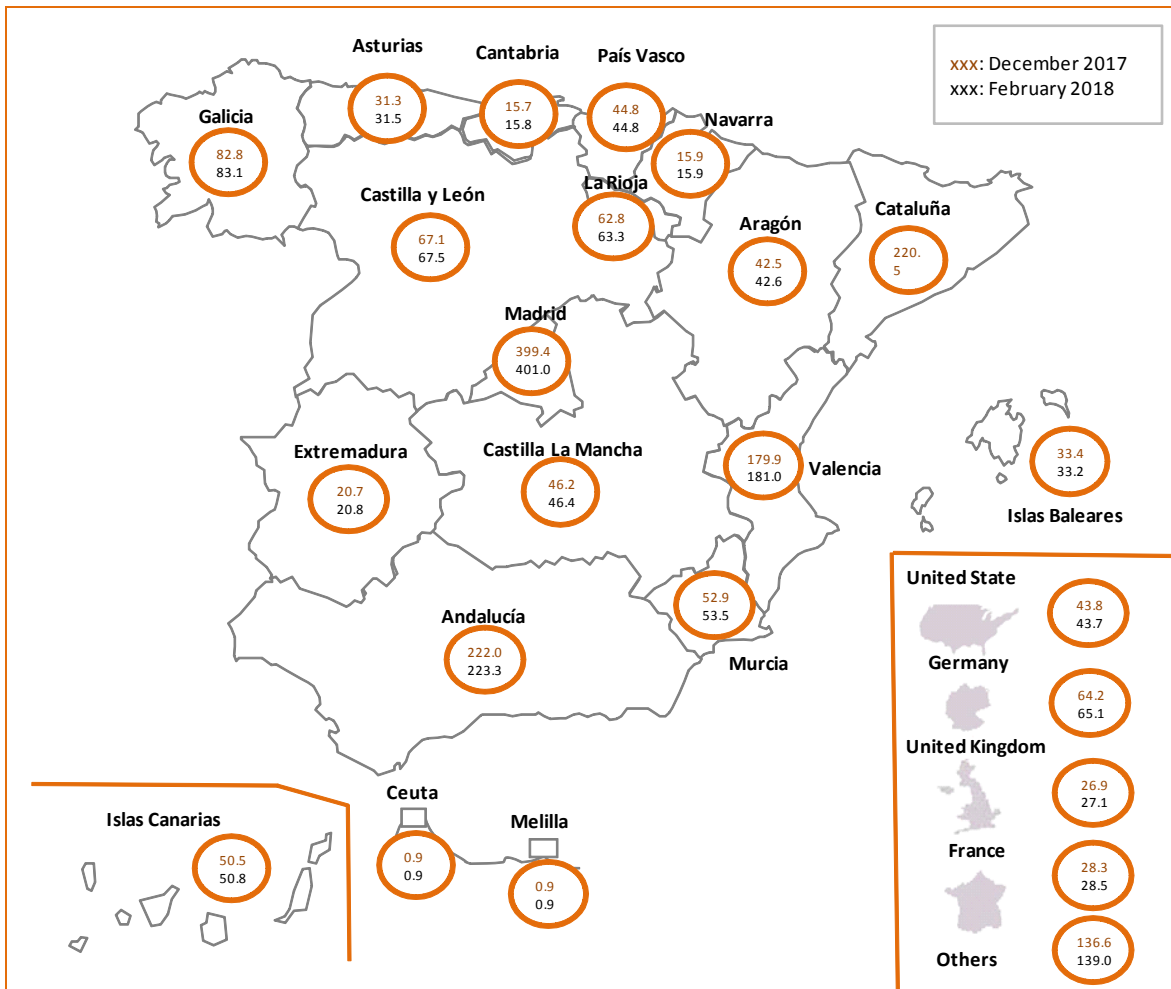 xxx: December 2017
xxx: February 2018
Asturias
31.3
31.5
Cantabria
15.7
15.8
País Vasco
44.8
44.8
Galicia
82.8
83.1
Navarra
15.9
15.9
Castilla y León
67.1
67.5
La Rioja
62.8
63.3
Aragón
42.5
42.6
Cataluña
220.
5
Madrid
399.4
401.0
Extremadura
20.7
20.8
Castilla La Mancha
46.2
46.4
179.9
181.0
Valencia
33.4
33.2
Islas Baleares
Andalucía
222.0
223.3
52.9
53.5
Murcia
United State
43.8
43.7
Germany
64.2
65.1
United Kingdom
26.9
27.1
France
28.3
28.5
Others
136.6
139.0
Islas Canarias
50.5
50.8
Ceuta
0.9
0.9
Melilla
0.9
0.9